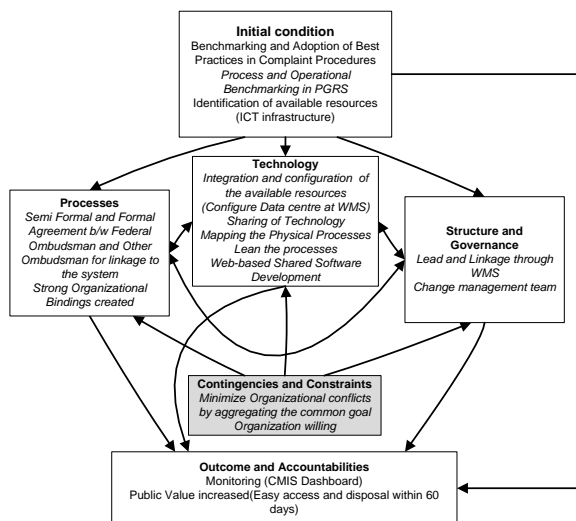 Initial condition
Benchmarking and Adoption of Best
Practices in Complaint Procedures
Process and Operational
Benchmarking in PGRS
Identification of available resources
(ICT infrastructure)
Technology
Integration and configuration of
the available resources
(Configure Data centre at WMS)
Sharing of Technology
Mapping the Physical Processes
Lean the processes
Web-based Shared Software
Development
Processes
Semi Formal and Formal
Agreement b/w Federal
Ombudsman and Other
Ombudsman for linkage to
the system
Strong Organizational
Bindings created
Structure and
Governance
Lead and Linkage through
WMS
Change management team
Contingencies and Constraints
Minimize Organizational conflicts
by aggregating the common goal
Organization willing
Outcome and Accountabilities
Monitoring (CMIS Dashboard)
Public Value increased(Easy access and disposal within 60
days)